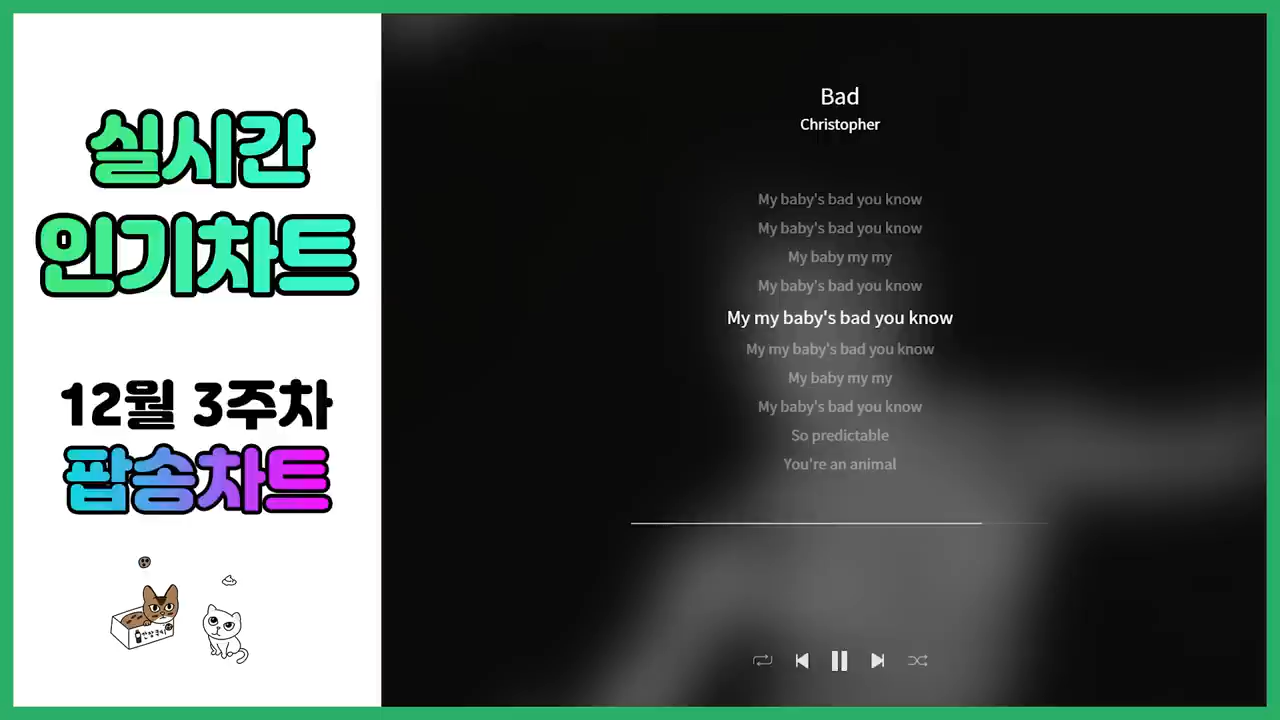 실시간
인기차트
12월 3주차
팝송차트
Bad
Christopher
My baby's bad you know
My baby's bad you know
My baby my my
My baby's bad you know
My my baby's bad you know
My my baby's bad you know
My baby my my
My baby's bad you know
So predictable
You're an animal